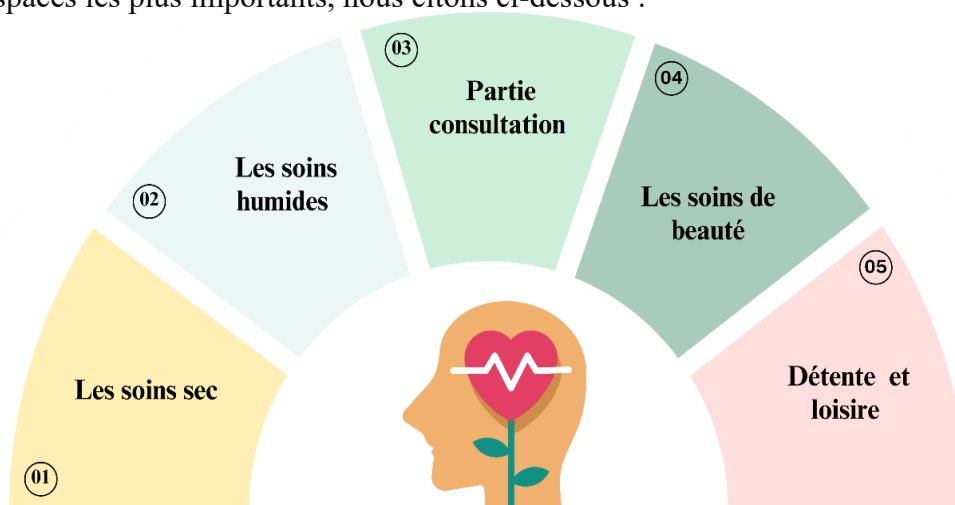 spaces les plus importants, nous citons ci-dessous :
03
Partie
consultation
04
Les soins
humides
02
Les soins de
beauté
05
Les soins sec
Détente et
loisire
01